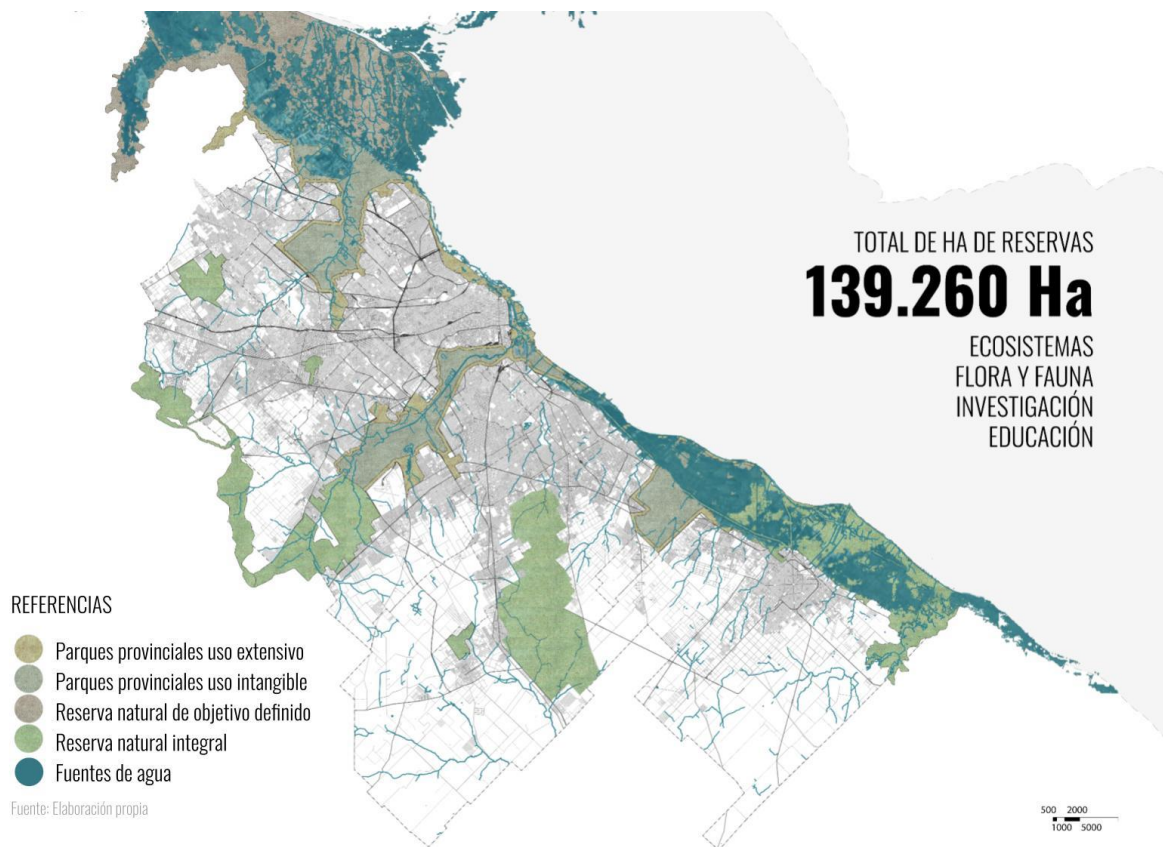 TOTAL DE HA DE RESERVAS
139.260 Ha
ECOSISTEMAS
FLORA Y FAUNA
INVESTIGACIÓN
EDUCACIÓN
REFERENCIAS
Parques provinciales uso extensivo
Parques provinciales uso intangible
Reserva natural de objetivo definido
Reserva natural integral
Fuentes de agua
Fuente: Elaboración propia
500 2000
1000 5000